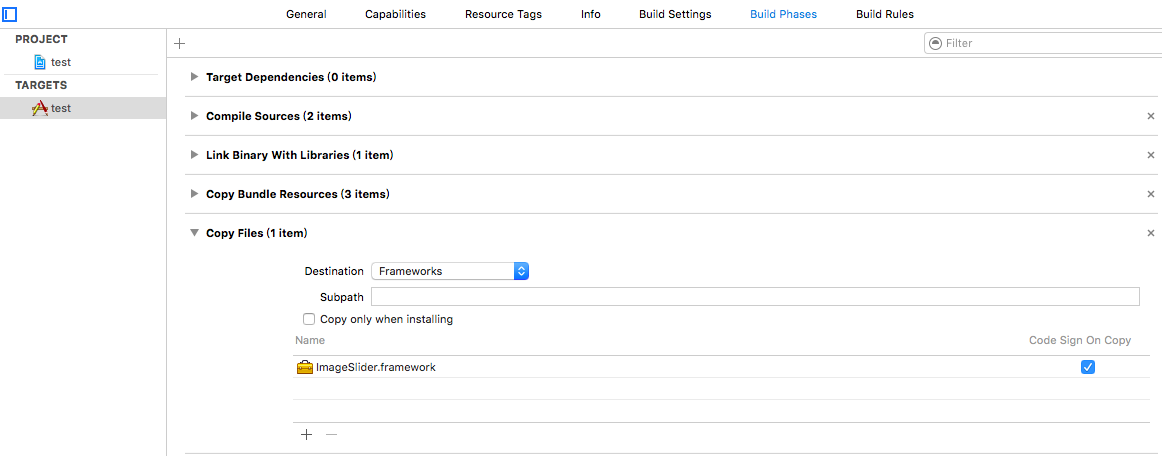 General Capabilities Resource Tags Info Build Settings Build Phases Build Rules
PROJECT
test
TARGETS
test
Filter
Target Dependencies (0 items)
Compile Sources (2 items)
Link Binary With Libraries (1 item)
Copy Bundle Resources (3 items)
Copy Files (1 item)
Destination Frameworks
Subpath
Copy only when installing
Name Code Sign On Copy
ImageSlider.framework